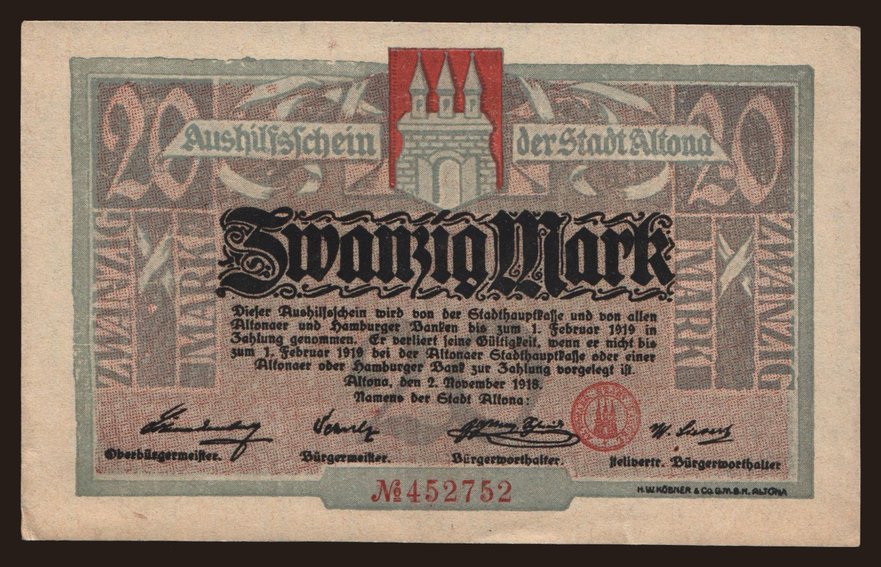 20
20
Aushilfsschein
der Stadt Altona
ZWANZIG
MARK
MARK
ZWANZIG
Zwanzig Mark
Dieser Aushilfsschein wird von der Stadthauptkasse und von allen
Altonaer und Hamburger Banken bis zum 1. Februar 1919 in
Zahlung genommen. Er verliert seine Gültigkeit, wenn er nicht bis
zum 1. Februar 1919 bei der Altonaer Stadthauptkasse oder einer
Altonaer oder Hamburger Bank zur Zahlung vorgelegt ist.
Altona, den 2. November 1918.
Namens der Stadt Altona:
Oberbürgermeister.
Bürgermeister.
Bürgerworthalter.
stellvertr. Bürgerworthalter
№452752
H.W.KÖBNER & CO. G.M.B.H. ALTONA